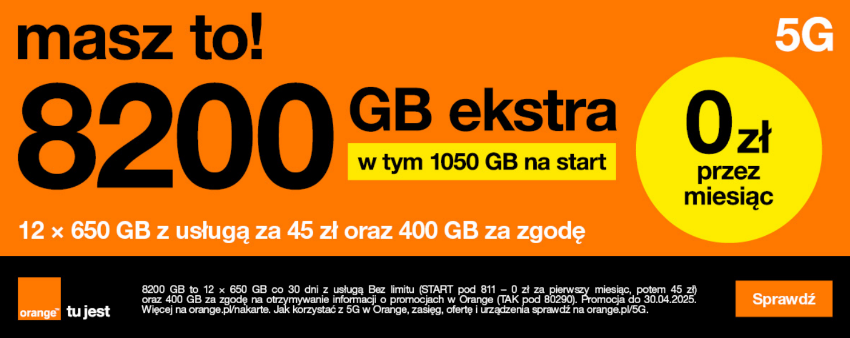 masz to!
5G
8200
GB ekstra
w tym 1050 GB na start
0 zł
przez
miesiąc
12 × 650 GB z usługą za 45 zł oraz 400 GB za zgodę
orange™
tu jest
8200 GB to 12 × 650 GB co 30 dni z usługą Bez limitu (START pod 811 – 0 zł za pierwszy miesiąc, potem 45 zł)
oraz 400 GB za zgodę na otrzymywanie informacji o promocjach w Orange (TAK pod 80290). Promocja do 30.04.2025.
Więcej na orange.pl/nakarte. Jak korzystać z 5G w Orange, zasięg, ofertę i urządzenia sprawdź na orange.pl/5G.
Sprawdź